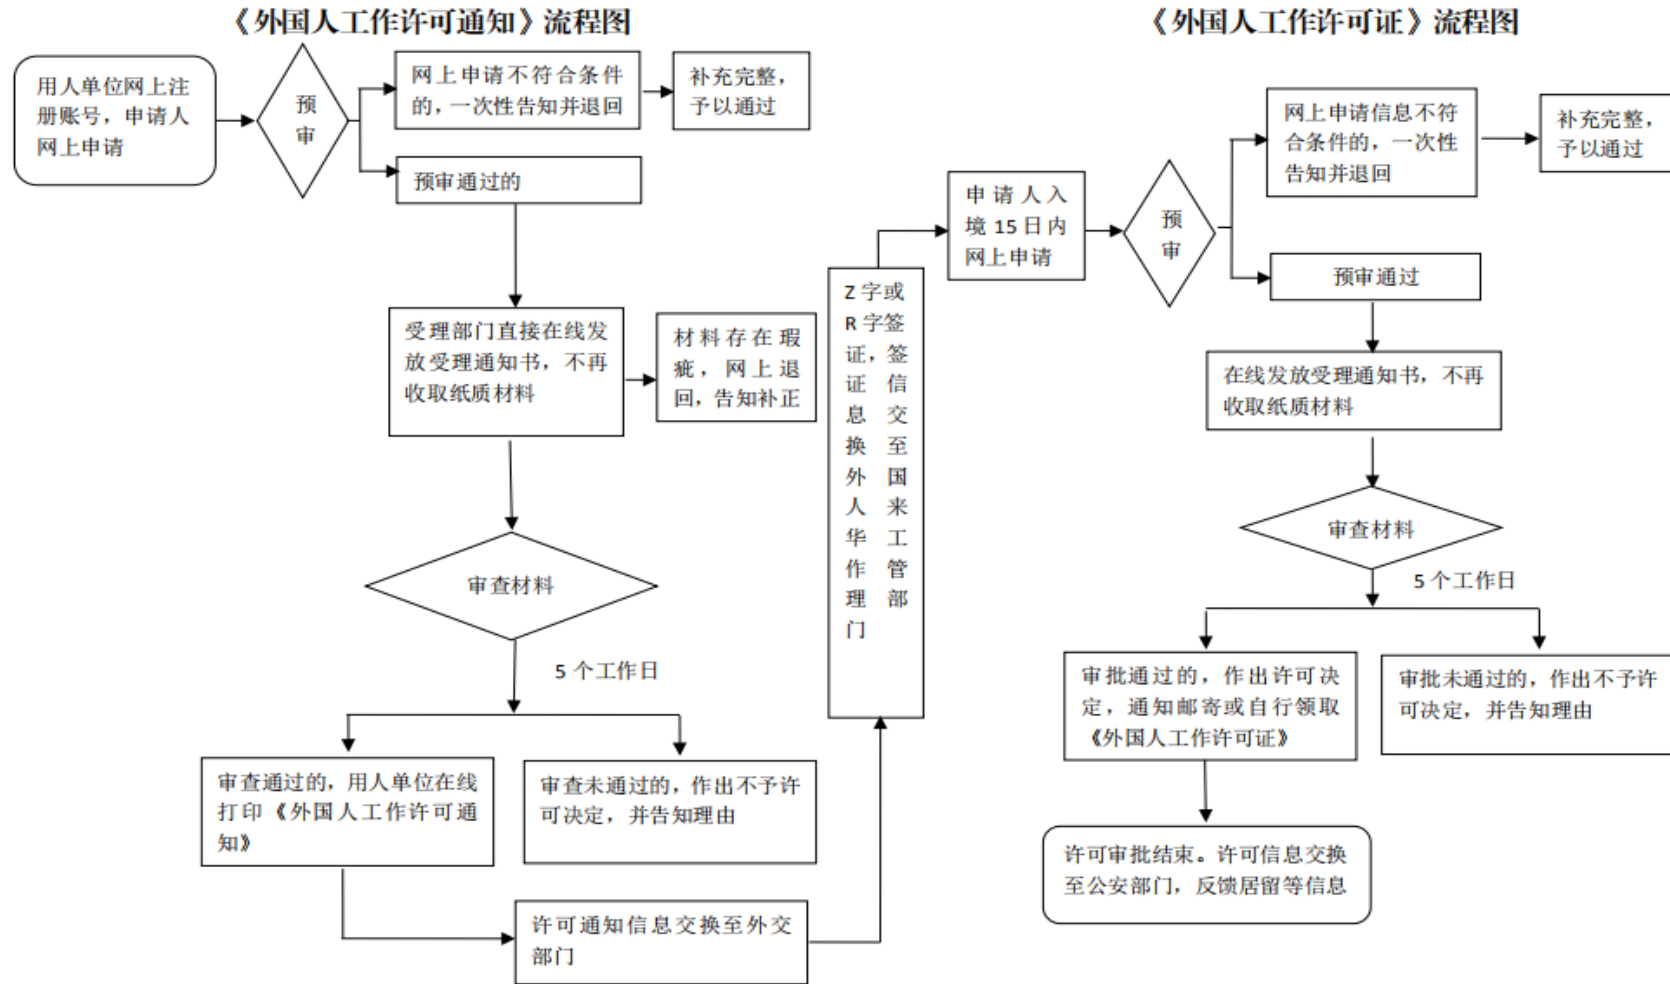 《外国人工作许可通知》流程图
用人单位网上注
册账号，申请人
网上申请
预
审
网上申请不符合条件
的，一次性告知并退回
补充完整，
予以通过
预审通过的
受理部门直接在线发
放受理通知书，不再
收取纸质材料
材料存在瑕
疵，网上退
回，告知补正
审查材料
5 个工作日
审查通过的，用人单位在线
打印《外国人工作许可通
知》
审查未通过的，作出不予许
可决定，并告知理由
许可通知信息交换至外交
部门
Z 字或
R 字签
证，签
证信
息交
换至
外国
人来
华工
作管
理部
门
《外国人工作许可证》流程图
申请人入
境 15 日内
网上申请
预
审
网上申请信息不符
合条件的，一次性
告知并退回
补充完整，
予以通过
预审通过
在线发放受理通知书，不再
收取纸质材料
审查材料
5 个工作日
审批通过的，作出许可决
定，通知邮寄或自行领取
《外国人工作许可证》
审批未通过的，作出不予许
可决定，并告知理由
许可审批结束。许可信息交换
至公安部门，反馈居留等信息